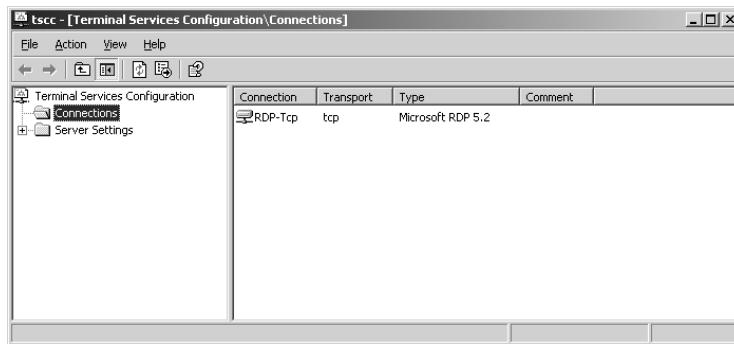 tscc - [Terminal Services Configuration\Connections]
File Action View Help
Terminal Services Configuration
Connections
Server Settings
Connection Transport Type Comment
RDP-Tcp tcp Microsoft RDP 5.2